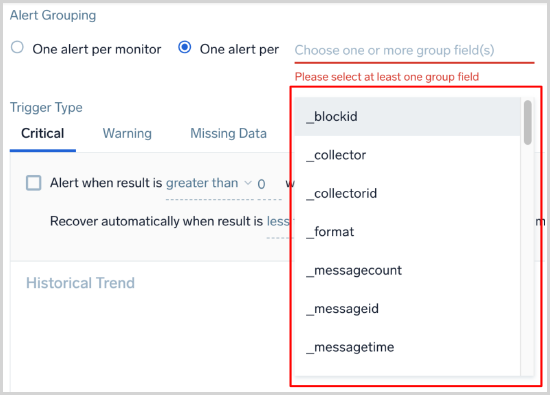 Alert Grouping
One alert per monitor One alert per Choose one or more group field(s)
Please select at least one group field
Trigger Type
Critical Warning Missing Data
_blockid
_collector
_collectorid
_format
_messagecount
_messageid
_messagetime
Alert when result is greater than 0 w
Recover automatically when result is less
Historical Trend